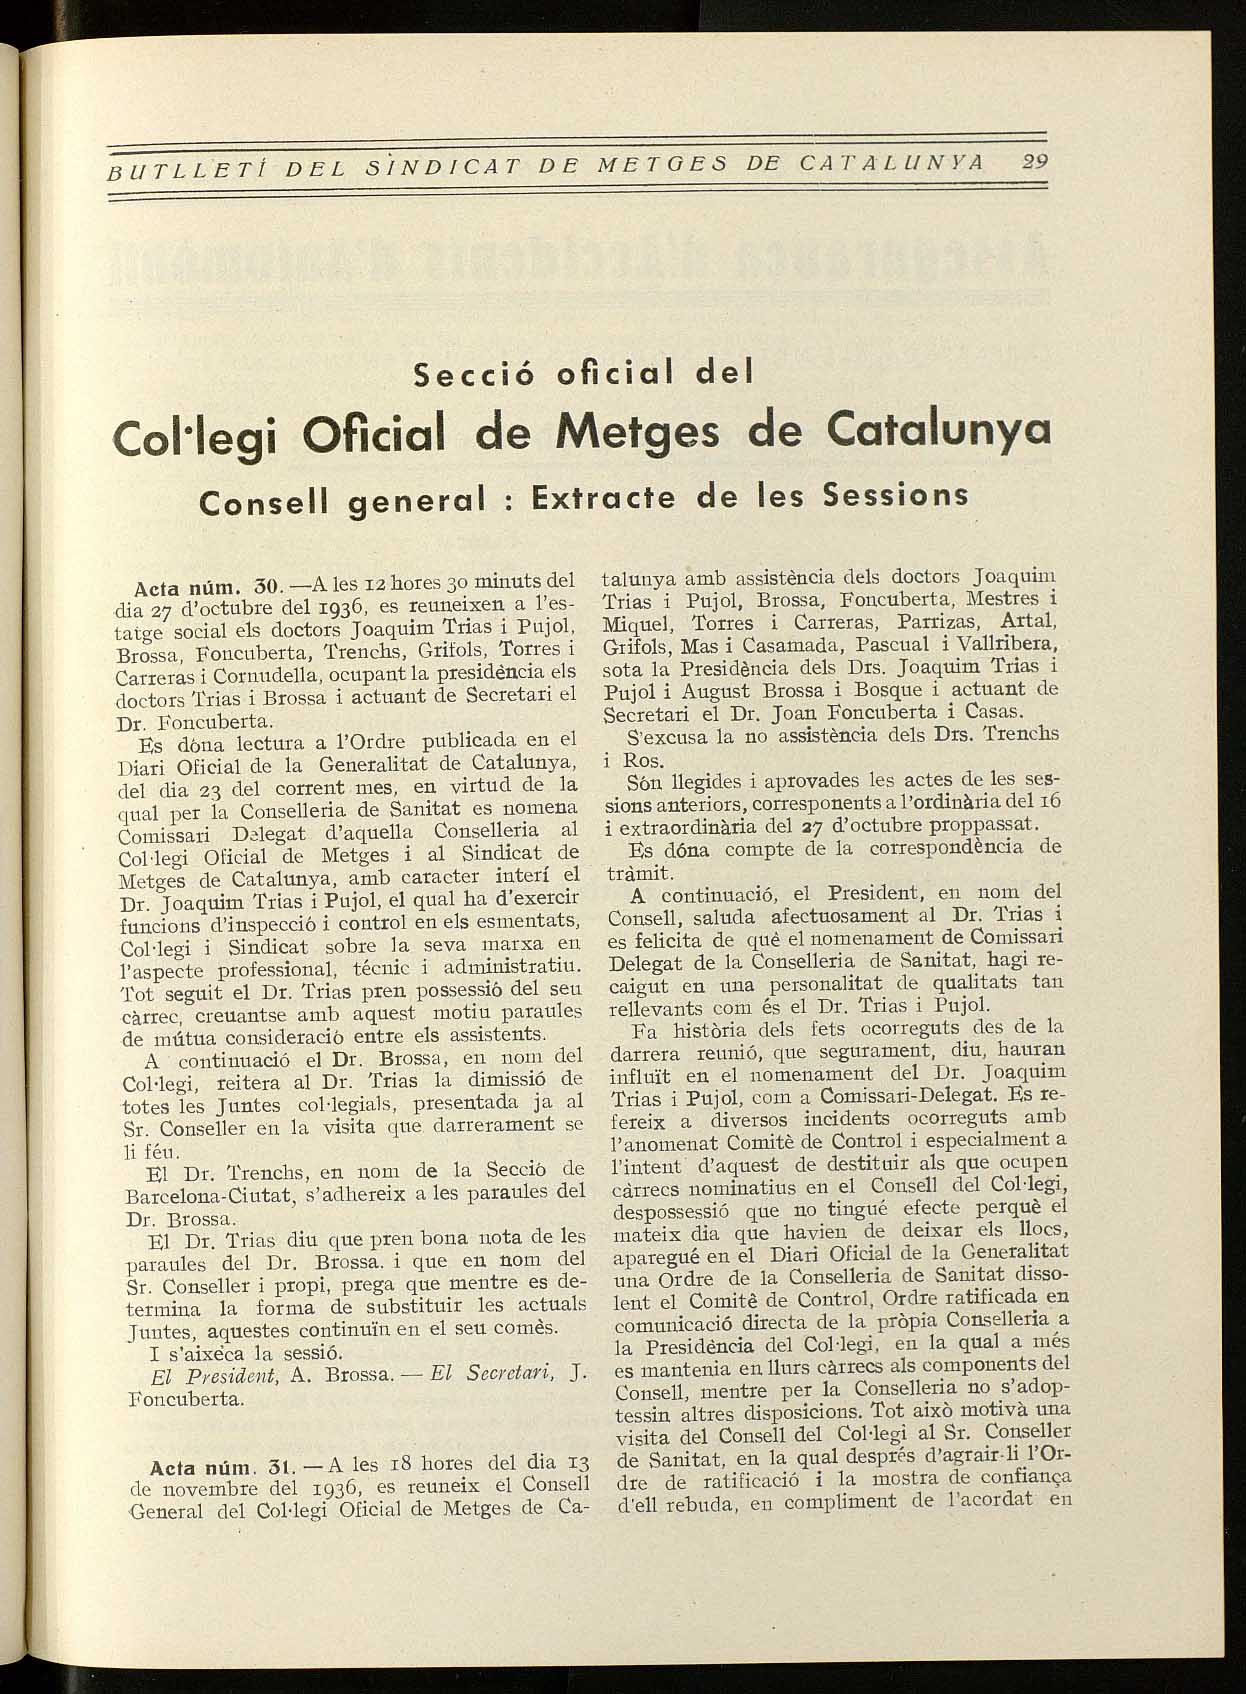 BUTLLETÍ DEL SINDICAT DE METGES DE CATALUNYA 29
Secció oficial del
Col·legi Oficial de Metges de Catalunya
Consell general : Extracte de les Sessions
Acta núm. 30. —A les 12 hores 30 minuts del
dia 27 d'octubre del 1936, es reuneixen a l'es-
tatge social els doctors Joaquim Trias i Pujol,
Brossa, Foncuberta, Trenchs, Grifols, Torres i
Carreras i Cornudella, ocupant la presidència els
doctors Trias i Brossa i actuant de Secretari el
Dr. Foncuberta.
Es dóna lectura a l'Ordre publicada en el
Diari Oficial de la Generalitat de Catalunya,
del dia 23 del corrent mes, en virtud de la
qual per la Conselleria de Sanitat es nomena
Comissari Delegat d'aquella Conselleria al
Col·legi Oficial de Metges i al Sindicat de
Metges de Catalunya, amb caracter interí el
Dr. Joaquim Trias i Pujol, el qual ha d'exercir
funcions d'inspecció i control en els esmentats,
Col·legi i Sindicat sobre la seva marxa en
l'aspecte professional, técnic i administratiu.
Tot seguit el Dr. Trias pren possessió del seu
càrrec, creuantse amb aquest motiu paraules
de mútua consideració entre els assistents.
A continuació el Dr. Brossa, en nom del
Col·legi, reitera al Dr. Trias la dimissió de
totes les Juntes col·legials, presentada ja al
Sr. Conseller en la visita que darrerament se
li féu.
El Dr. Trenchs, en nom de la Secció de
Barcelona-Ciutat, s'adhereix a les paraules del
Dr. Brossa.
El Dr. Trias diu que pren bona nota de les
paraules del Dr. Brossa. i que en nom del
Sr. Conseller i propi, prega que mentre es de-
termina la forma de substituir les actuals
Juntes, aquestes continuïn en el seu comès.
I s'aixèca la sessió.
El President, A. Brossa. — El Secretari, J.
Foncuberta.
Acta núm. 31. — A les 18 hores del dia 13
de novembre del 1936, es reuneix el Consell
General del Col·legi Oficial de Metges de Ca-
talunya amb assistència dels doctors Joaquim
Trias i Pujol, Brossa, Foncuberta, Mestres i
Miquel, Torres i Carreras, Parrizas, Artal,
Grifols, Mas i Casamada, Pascual i Vallribera,
sota la Presidència dels Drs. Joaquim Trias i
Pujol i August Brossa i Bosque i actuant de
Secretari el Dr. Joan Foncuberta i Casas.
S'excusa la no assistència dels Drs. Trenchs
i Ros.
Són llegides i aprovades les actes de les ses-
sions anteriors, corresponents a l'ordinària del 16
i extraordinària del 27 d'octubre proppassat.
Es dóna compte de la correspondència de
tràmit.
A continuació, el President, en nom del
Consell, saluda afectuosament al Dr. Trias i
es felicita de què el nomenament de Comissari
Delegat de la Conselleria de Sanitat, hagi re-
caigut en una personalitat de qualitats tan
rellevants com és el Dr. Trias i Pujol.
Fa història dels fets ocorreguts des de la
darrera reunió, que segurament, diu, hauran
influït en el nomenament del Dr. Joaquim
Trias i Pujol, com a Comissari-Delegat. Es re-
fereix a diversos incidents ocorreguts amb
l'anomenat Comitè de Control i especialment a
l'intent d'aquest de destituir als que ocupen
càrrecs nominatius en el Consell del Col·legi,
despossessió que no tingué efecte perquè el
mateix dia que havien de deixar els llocs,
aparegué en el Diari Oficial de la Generalitat
una Ordre de la Conselleria de Sanitat disso-
lent el Comitè de Control, Ordre ratificada en
comunicació directa de la pròpia Conselleria a
la Presidència del Col·legi, en la qual a més
es mantenia en llurs càrrecs als components del
Consell, mentre per la Conselleria no s'adop-
tessin altres disposicions. Tot això motivà una
visita del Consell del Col·legi al Sr. Conseller
de Sanitat, en la qual després d'agrair-li l'Or-
dre de ratificació i la mostra de confiança
d'ell rebuda, en compliment de l'acordat en